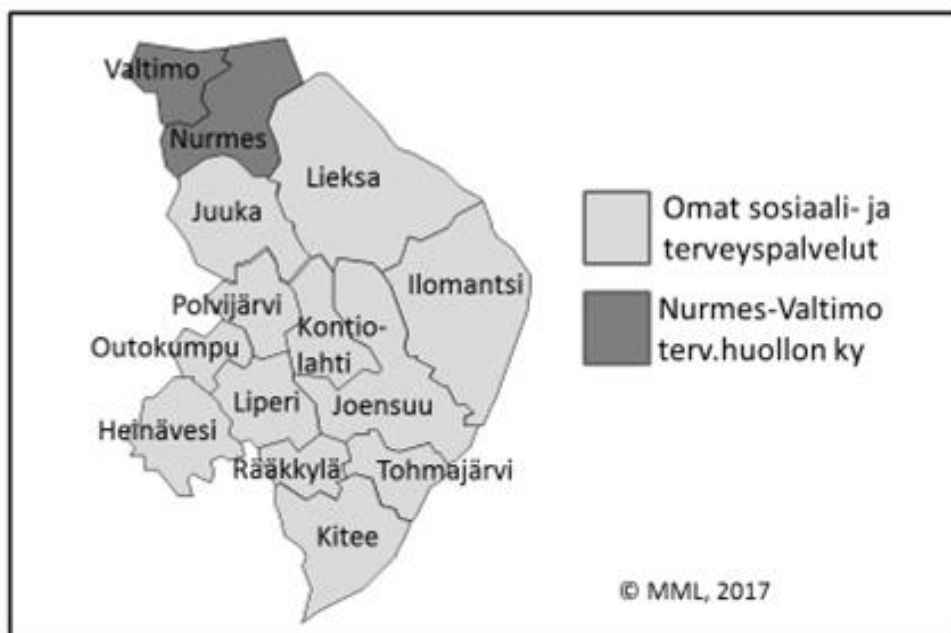 Valtimo
Nurmes
Lieksa
Juuka
Ilomantsi
Polvijärvi
Kontio-
lahti
Outokumpu
Liperi
Joensuu
Heinävesi
Rääkkylä
Tohmajärvi
Kitee
Omat sosiaali- ja
terveyspalvelut
Nurmes-Valtimo
terv.huollon ky
© MML, 2017